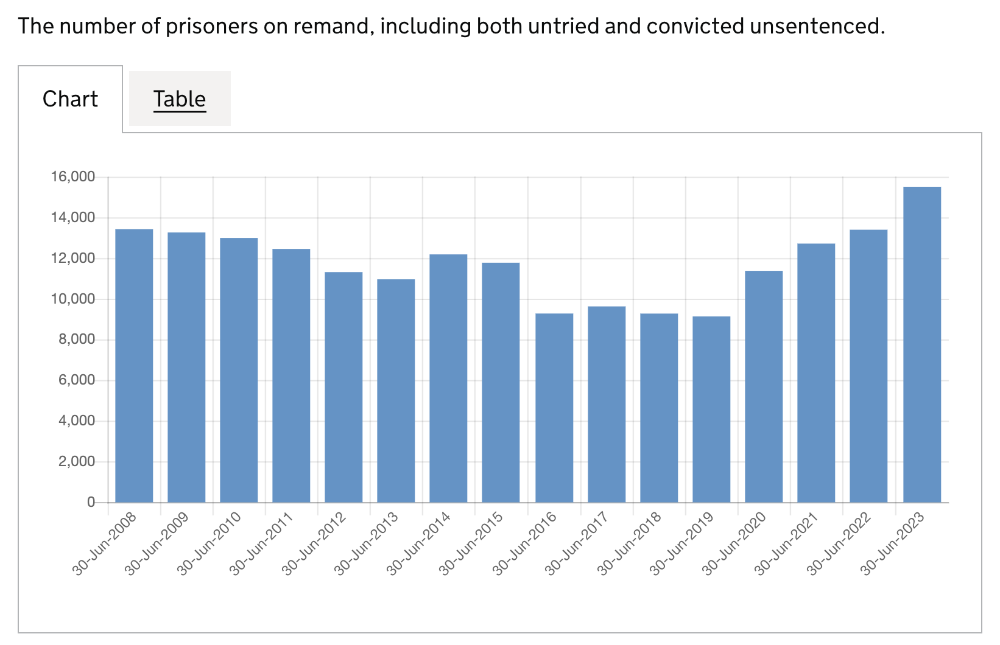 The number of prisoners on remand, including both untried and convicted unsentenced.
Chart
Table
16,000
14,000
12,000
10,000
8,000
6,000
4,000
2,000
0
30-Jun-2008
30-Jun-2009
30-Jun-2010
30-Jun-2011
30-Jun-2012
30-Jun-2013
30-Jun-2014
30-Jun-2015
30-Jun-2016
30-Jun-2017
30-Jun-2018
30-Jun-2019
30-Jun-2020
30-Jun-2021
30-Jun-2022
30-Jun-2023